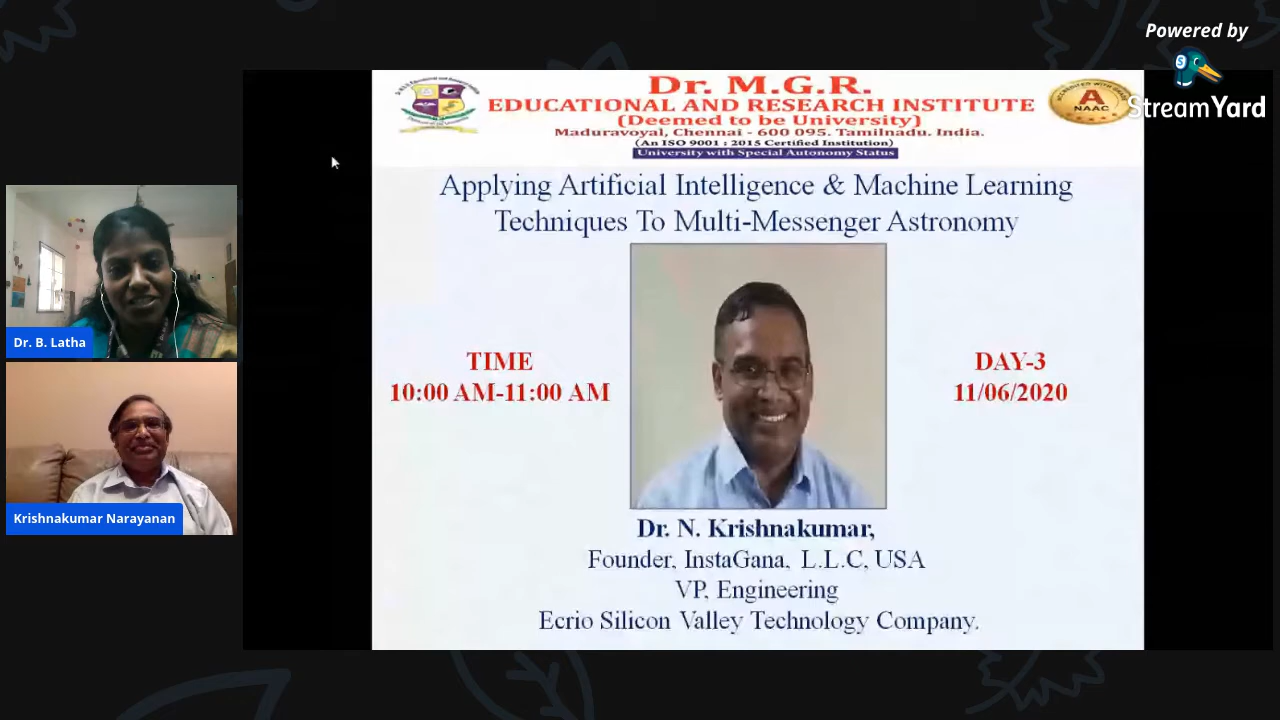 Powered by
StreamYard
Dr. M.G.R.
EDUCATIONAL AND RESEARCH INSTITUTE
(Deemed to be University)
Maduravoyal, Chennai - 600 095. Tamilnadu. India.
(An ISO 9001 : 2015 Certified Institution)
University with Special Autonomy Status
A
NAAC
Applying Artificial Intelligence & Machine Learning
Techniques To Multi-Messenger Astronomy
TIME
10:00 AM-11:00 AM
DAY-3
11/06/2020
Dr. N. Krishnakumar,
Founder, InstaGana, L.L.C, USA
VP, Engineering
Ecrio Silicon Valley Technology Company.
Dr. B. Latha
Krishnakumar Narayanan